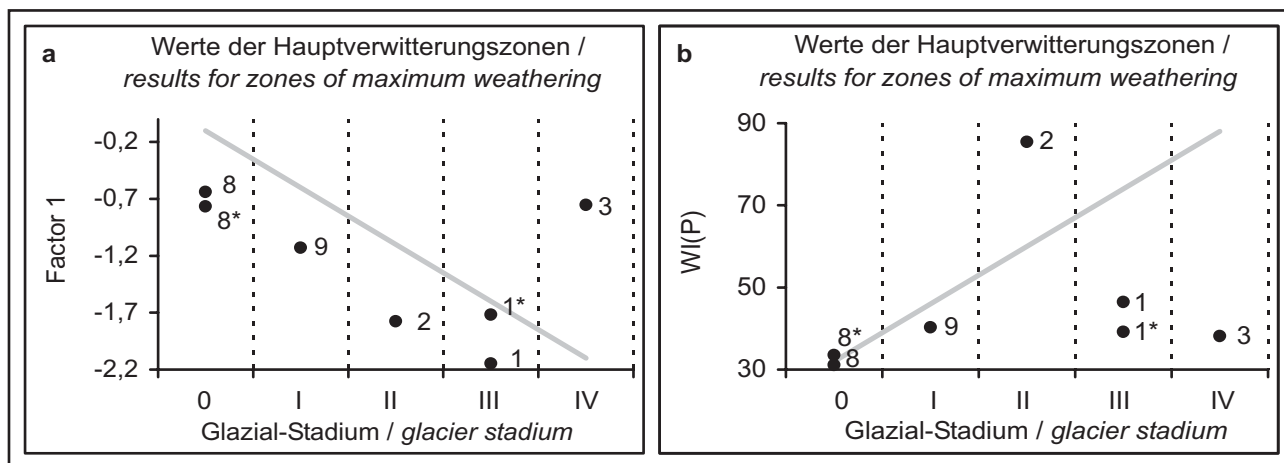 a
Werte der Hauptverwitterungszonen /
results for zones of maximum weathering
Factor 1
-0,2
-0,7
-1,2
-1,7
-2,2
8
8*
9
2
1*
1
3
0 I II III IV
Glazial-Stadium / glacier stadium
b
Werte der Hauptverwitterungszonen /
results for zones of maximum weathering
WI(P)
90
70
50
30
8*
8
9
2
1
1*
3
0 I II III IV
Glazial-Stadium / glacier stadium